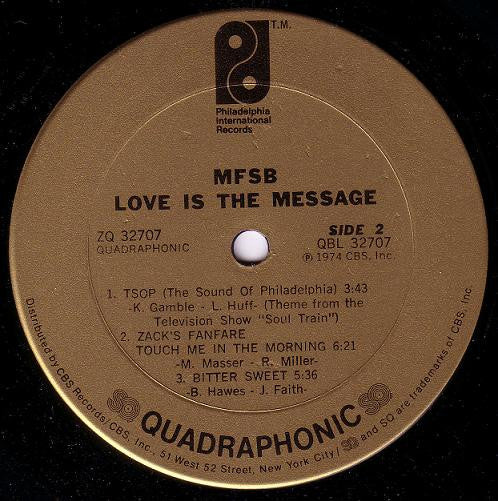 T.M.
Philadelphia
International
Records
MFSB
LOVE IS THE MESSAGE
ZQ 32707
QUADRAPHONIC
SIDE 2
QBL 32707
℗ 1974 CBS, Inc.
1. TSOP (The Sound Of Philadelphia) 3:43
-K. Gamble - L. Huff- (Theme from the
Television Show "Soul Train")
2. ZACK'S FANFARE
TOUCH ME IN THE MORNING 6:21
-M. Masser - R. Miller-
3. BITTER SWEET 5:36
-B. Hawes - J. Faith-
SQ QUADRAPHONIC SQ
Distributed by CBS Records/CBS, Inc., 51 West 52 Street, New York City/ SQ and SQ are trademarks of CBS, Inc.